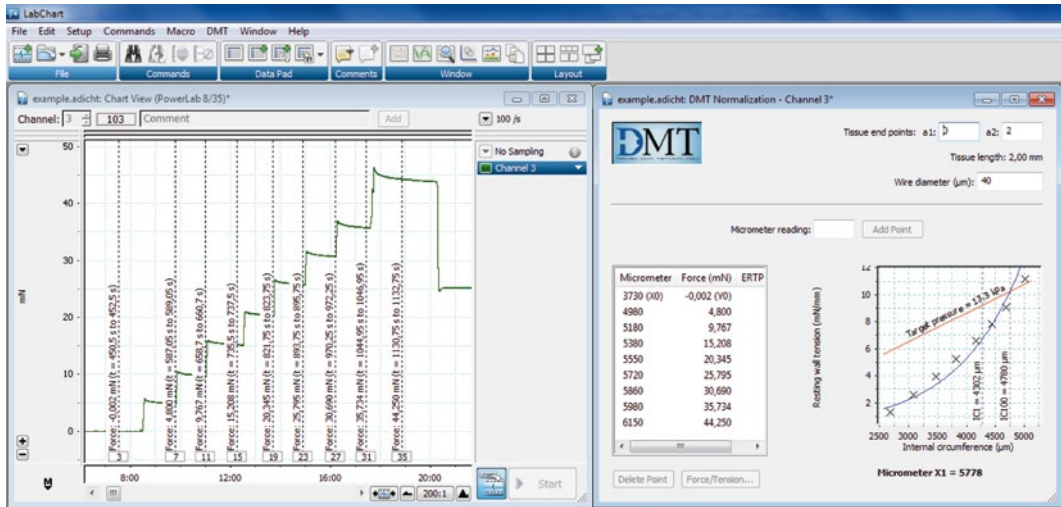 LabChart
File Edit Setup Commands Macro DMT Window Help
File Commands Data Pad Comments Window Layout
example.adicht: Chart View (PowerLab 8/35)*
Channel: 3 103 Comment Add 100 /s
No Sampling
Channel 3
50
40
30
20
10
0
mN
Force: -0,002 mN (t = 450,5 s to 452,5 s)
Force: 4,800 mN (t = 587,05 s to 589,05 s)
Force: 9,767 mN (t = 658,7 s to 660,7 s)
Force: 15,208 mN (t = 735,5 s to 737,5 s)
Force: 20,345 mN (t = 821,75 s to 823,75 s)
Force: 25,795 mN (t = 893,75 s to 895,75 s)
Force: 30,690 mN (t = 970,25 s to 972,25 s)
Force: 35,734 mN (t = 1044,95 s to 1046,95 s)
Force: 44,250 mN (t = 1130,75 s to 1132,75 s)
3 7 11 15 19 23 27 31 35
8:00 12:00 16:00 20:00
200:1
Start
example.adicht: DMT Normalization - Channel 3*
DMT
Tissue end points: a1: a2: 2
Tissue length: 2,00 mm
Wire diameter (µm): 40
Micrometer reading: Add Point
Micrometer Force (mN) ERTP
3730 (X0) -0,002 (Y0)
4980 4,800
5180 9,767
5380 15,208
5550 20,345
5720 25,795
5860 30,690
5980 35,734
6150 44,250
Delete Point Force/Tension...
12
10
8
6
4
2
Resting wall tension (mN/mm)
Target pressure = 13,3 kPa
IC1 = 4302 µm
IC100 = 4780 µm
2500 3000 3500 4000 4500 5000
Internal circumference (µm)
Micrometer X1 = 5778